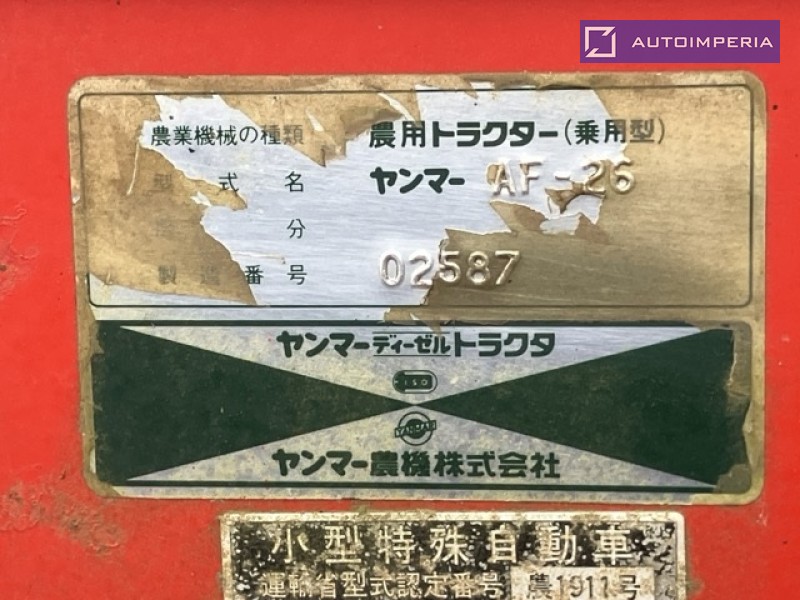 AUTOIMPERIA
農業機械の種類 農用トラクター(乗用型)
型式名 ヤンマー AF-26
分
製造番号 02587
ヤンマーディーゼルトラクタ
ISO
YANMAR
ヤンマー農機株式会社
小型特殊自動車
運輸省型式認定番号 農1911号